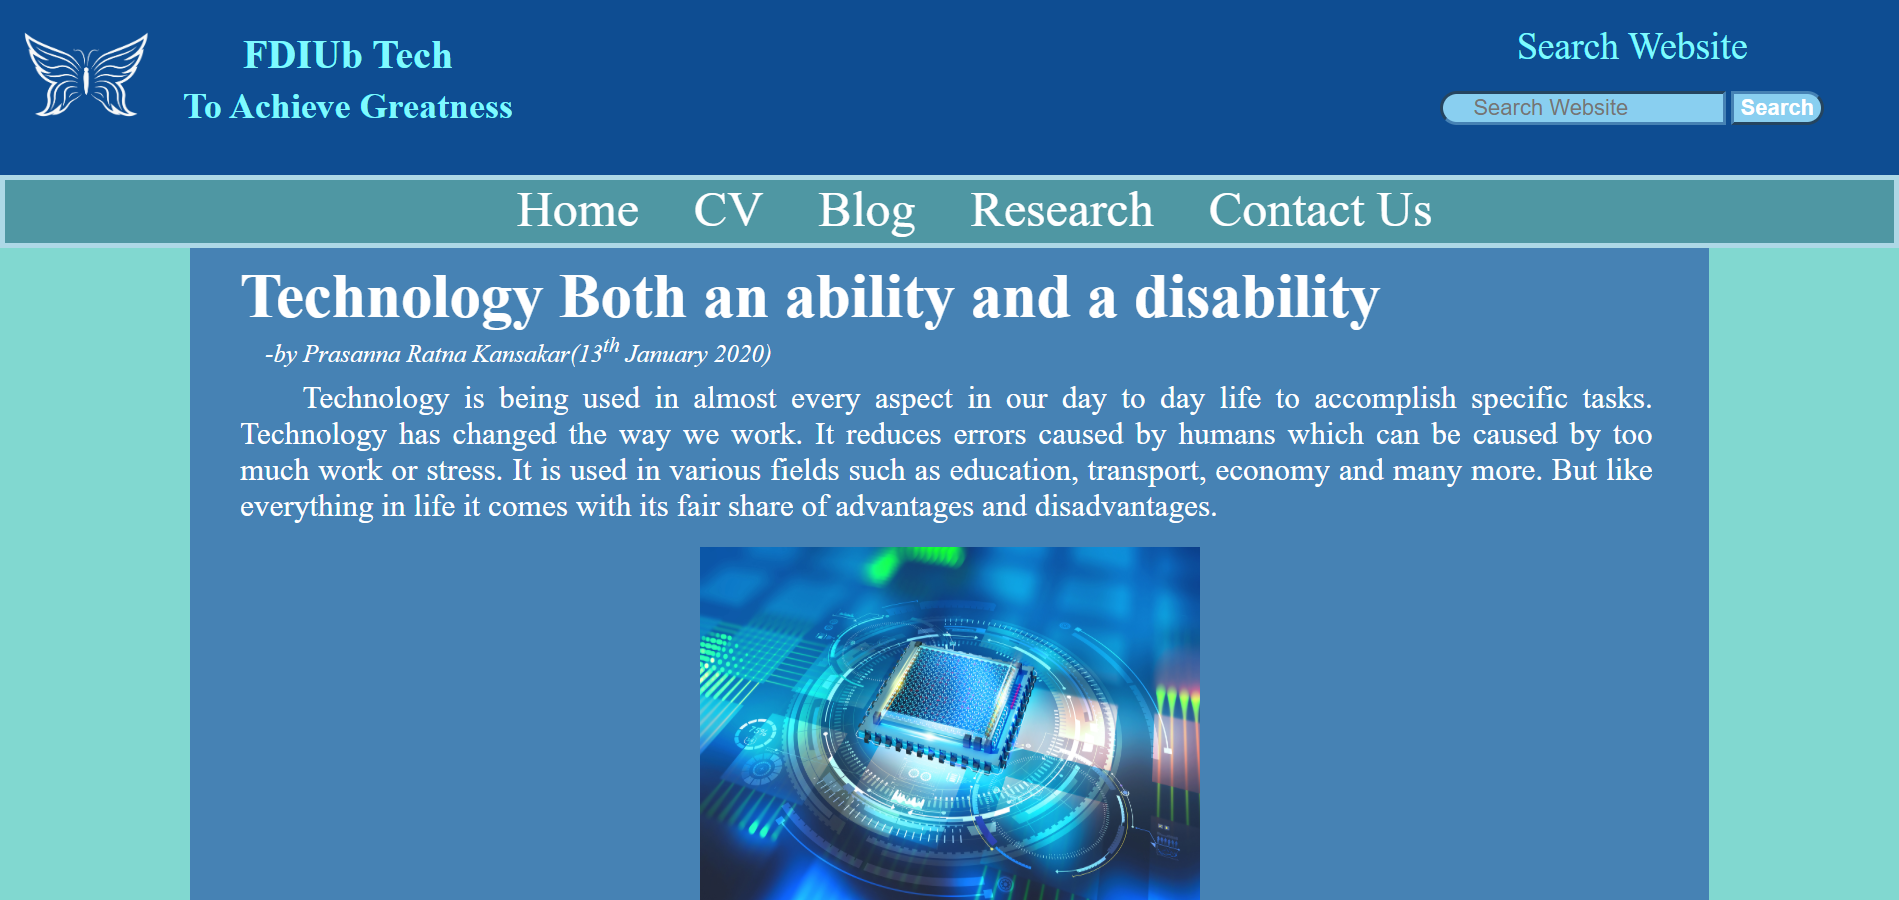 FDIUb Tech
To Achieve Greatness
Search Website
Search Website
Search
Home CV Blog Research Contact Us
Technology Both an ability and a disability
-by Prasanna Ratna Kansakar(13th January 2020)
Technology is being used in almost every aspect in our day to day life to accomplish specific tasks.
Technology has changed the way we work. It reduces errors caused by humans which can be caused by too
much work or stress. It is used in various fields such as education, transport, economy and many more. But like
everything in life it comes with its fair share of advantages and disadvantages.